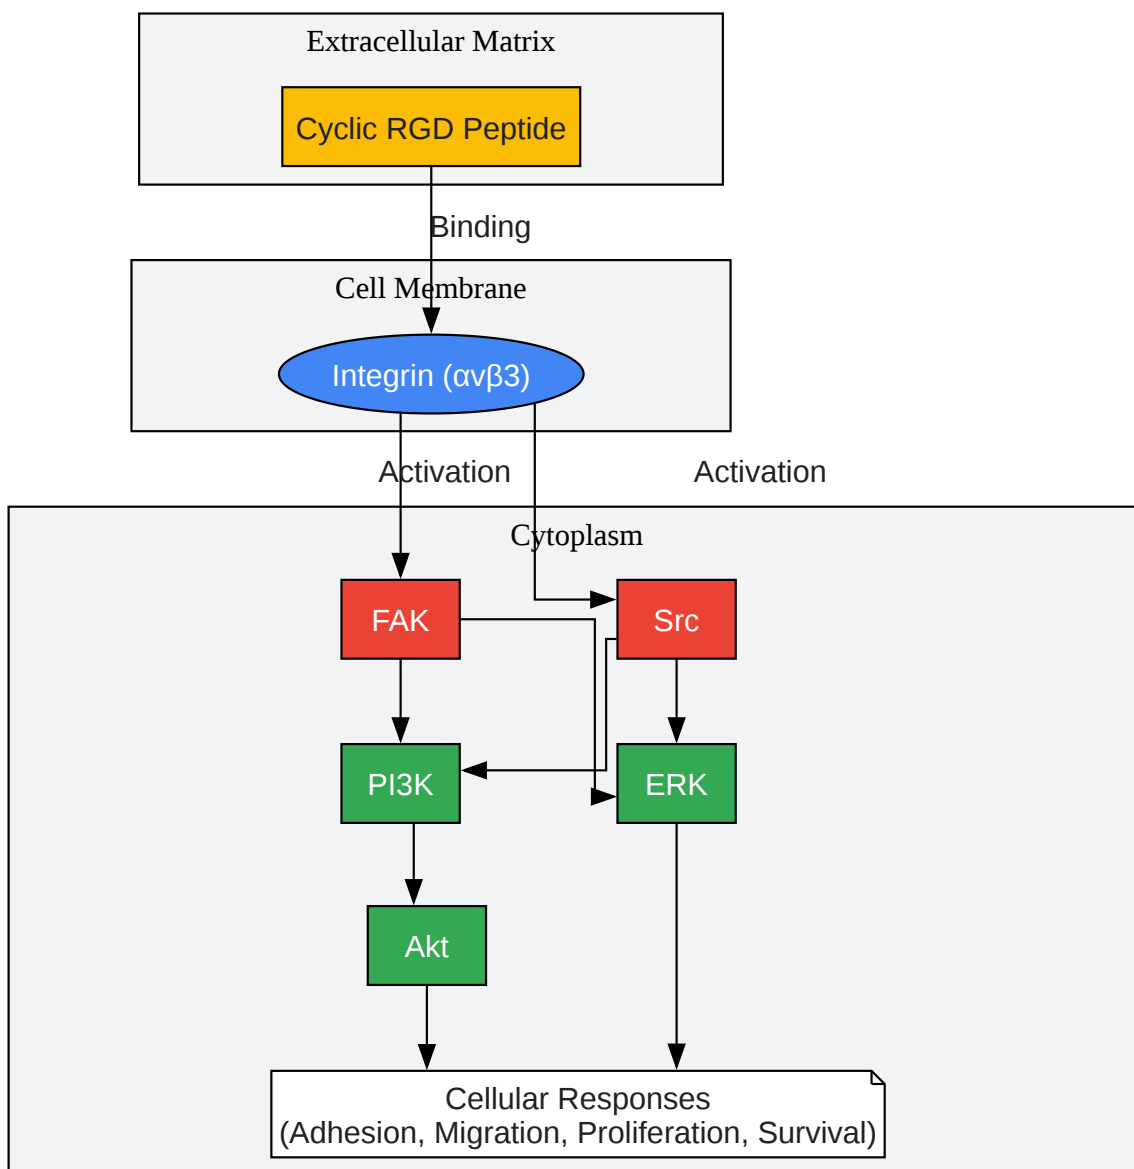 Extracellular Matrix
Cyclic RGD Peptide
Binding
Cell Membrane
Integrin (αvβ3)
Activation
Activation
Cytoplasm
FAK
Src
PI3K
ERK
Akt
Cellular Responses
(Adhesion, Migration, Proliferation, Survival)